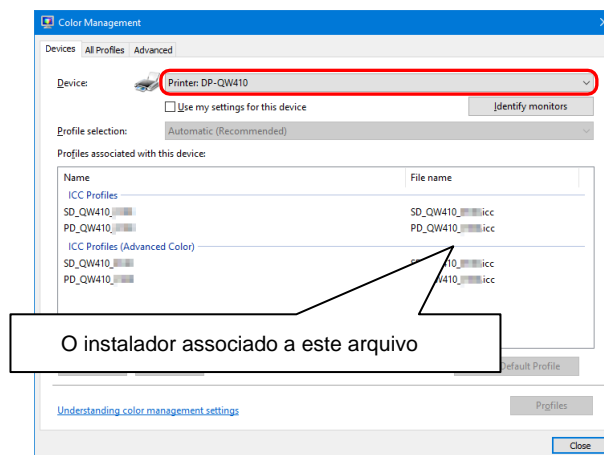 Color Management
Devices All Profiles Advanced
Device: Printer: DP-QW410
Use my settings for this device Identify monitors
Profile selection: Automatic (Recommended)
Profiles associated with this device:
Name File name
ICC Profiles
SD_QW410_ SD_QW410_ icc
PD_QW410_ PD_QW410_ icc
ICC Profiles (Advanced Color)
SD_QW410_ icc
PD_QW410_ icc
O instalador associado a este arquivo
Default Profile
Understanding color management settings Profiles
Close